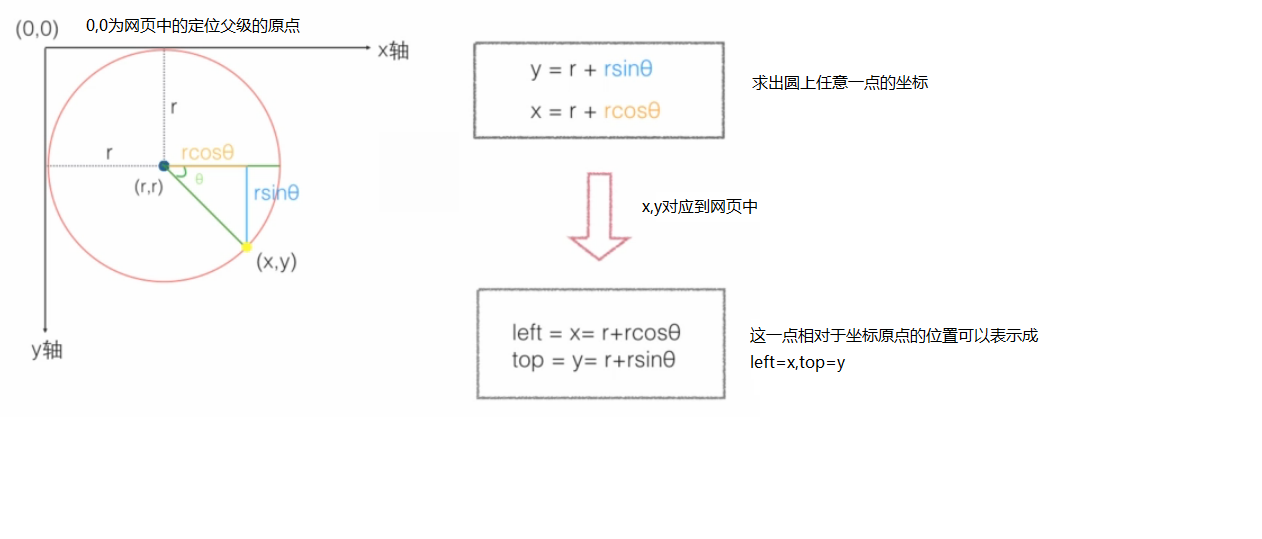 (0,0)
0,0为网页中的定位父级的原点
x轴
r
r
rcosθ
θ
(r,r)
rsinθ
(x,y)
y轴
y = r + rsinθ
x = r + rcosθ
求出圆上任意一点的坐标
x,y对应到网页中
left = x= r+rcosθ
top = y= r+rsinθ
这一点相对于坐标原点的位置可以表示成
left=x,top=y